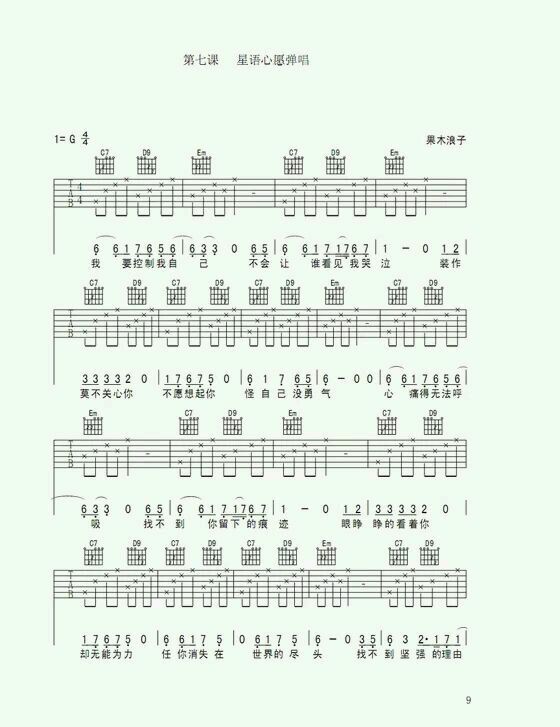 第七课 星语心愿弹唱
1= G 4/4 果木浪子
C7 D9 Em C7 D9 Em
T A B 4 4
6 6 1 7 6 5 6 6 3 3 0 6 5 6 6 1 7 1 7 6 7 1 - 0 1 2
我 要控制我自 己 不会 让 谁看见我哭 泣 装作
C7 D9 C7 D9 C7 D9 Em C7 D9
T A B
3 3 3 3 2 0 1 7 6 7 5 0 6 1 7 6 5 6 - 0 0 6 6 1 7 6 5 6
莫不关心你 不愿想起你 怪自己没勇 气 心 痛得无法呼
Em C7 D9 Em C7 D9
T A B
6 3 3 0 6 5 6 6 1 7 1 7 6 7 1 - 0 1 2 3 3 3 3 2 0
吸 找不 到 你留下的痕 迹 眼睁 睁的看着你
C7 D9 C7 D9 C7 D9 Em C7 D9
T A B
1 7 6 7 5 0 0 6 1 7 5 0 6 1 7 5 6 - 0 3 5 6 3 2· 1 7 1
却无能为力 任你消失在 世界的尽 头 找不 到坚强的理由
9